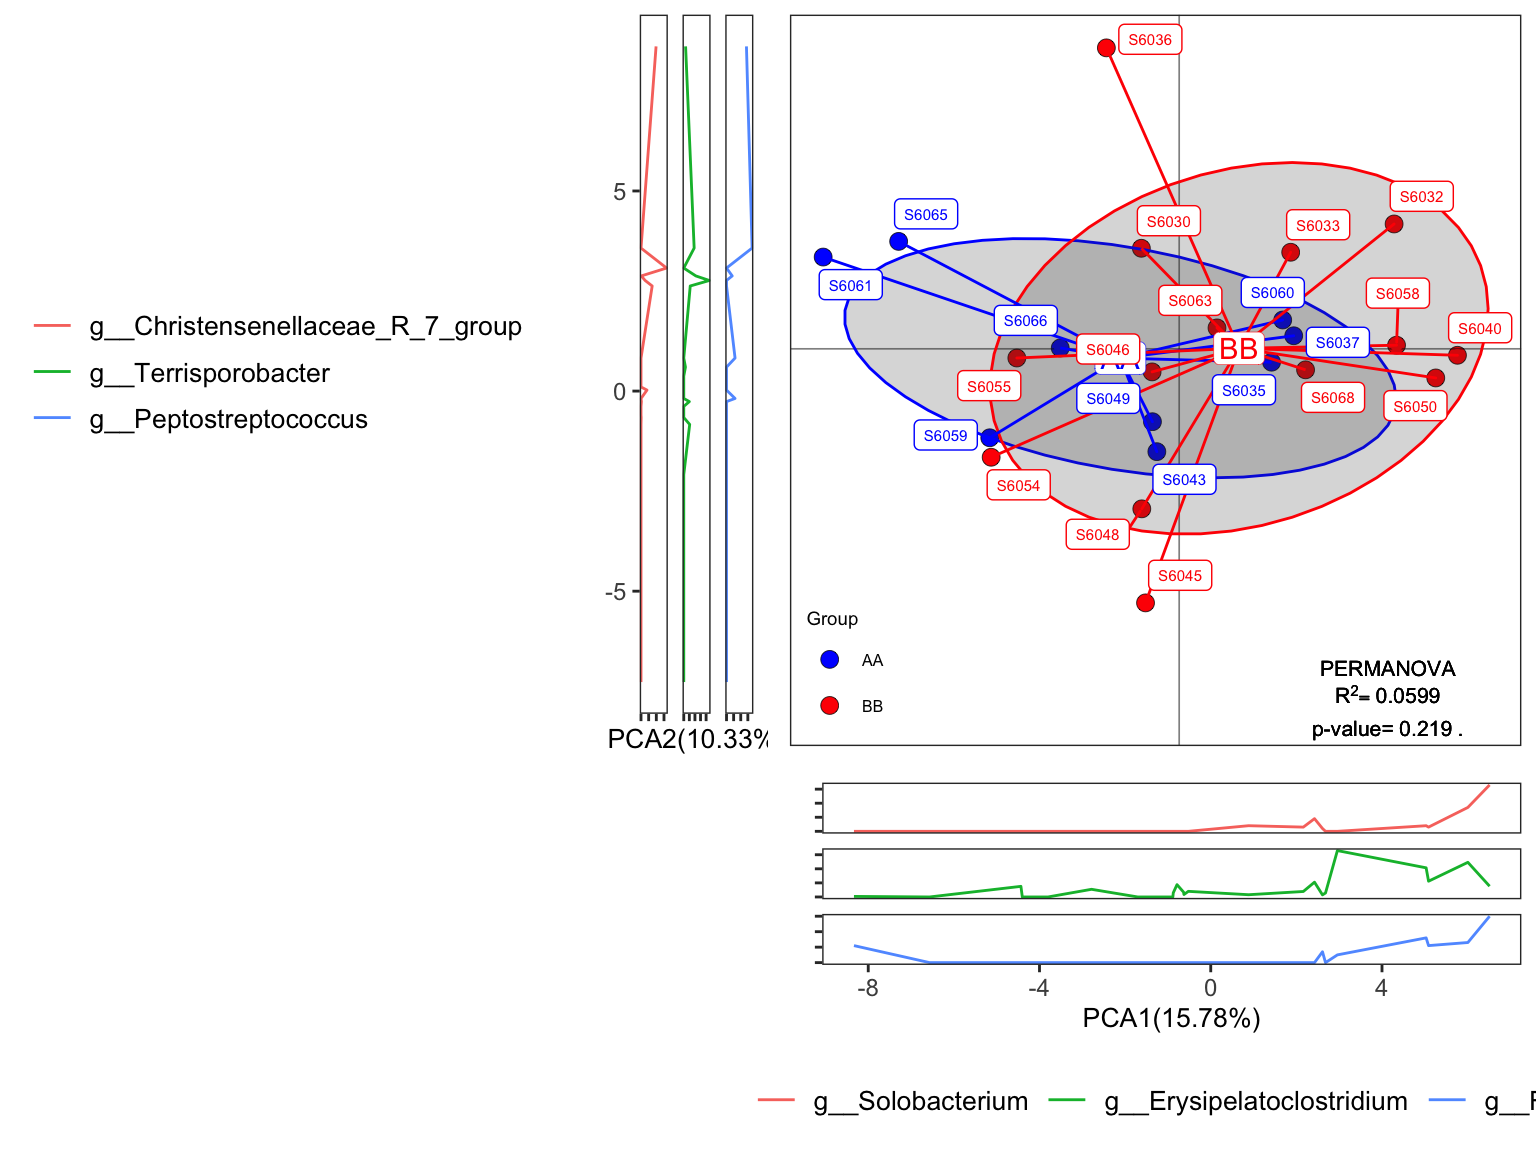 g__Christensenellaceae_R_7_group
g__Terrisporobacter
g__Peptostreptococcus
5
0
-5
PCA2(10.33%
S6036
S6032
S6065
S6030
S6033
S6061
S6063
S6060
S6058
S6066
S6040
S6037
S6046
BB
S6055
S6049
S6035
S6068
S6050
S6059
S6054
S6043
S6048
S6045
Group
AA
BB
PERMANOVA
R²= 0.0599
p-value= 0.219 .
-8 -4 0 4
PCA1(15.78%)
g__Solobacterium g__Erysipelatoclostridium g__